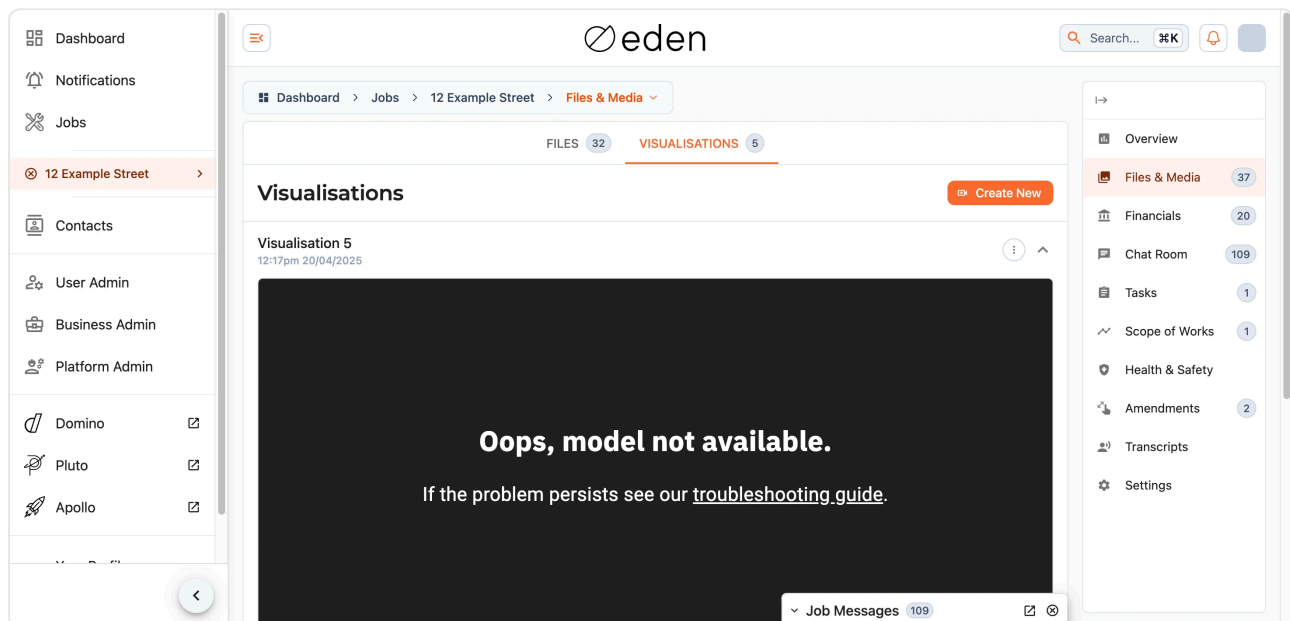 Dashboard
Notifications
Jobs
12 Example Street
Contacts
User Admin
Business Admin
Platform Admin
Domino
Pluto
Apollo
eden
Search... ⌘K
Dashboard > Jobs > 12 Example Street > Files & Media
FILES 32 VISUALISATIONS 5
Visualisations
Create New
Visualisation 5
12:17pm 20/04/2025
Oops, model not available.
If the problem persists see our troubleshooting guide.
Job Messages 109
Overview
Files & Media 37
Financials 20
Chat Room 109
Tasks 1
Scope of Works 1
Health & Safety
Amendments 2
Transcripts
Settings